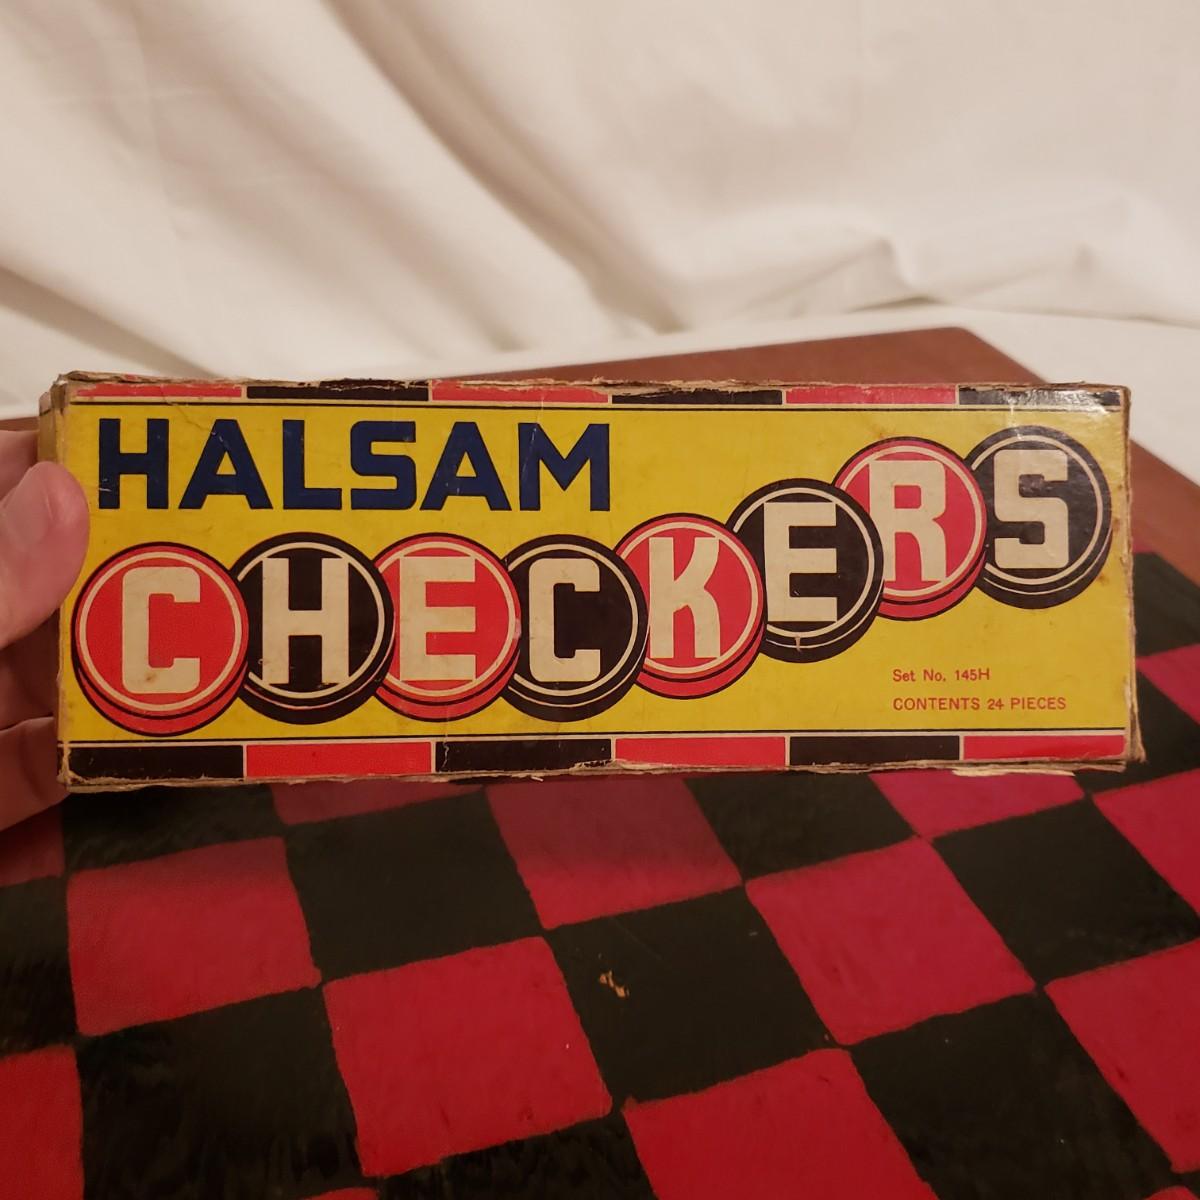 HALSAM
CHECKERS
Set No. 145H
CONTENTS 24 PIECES